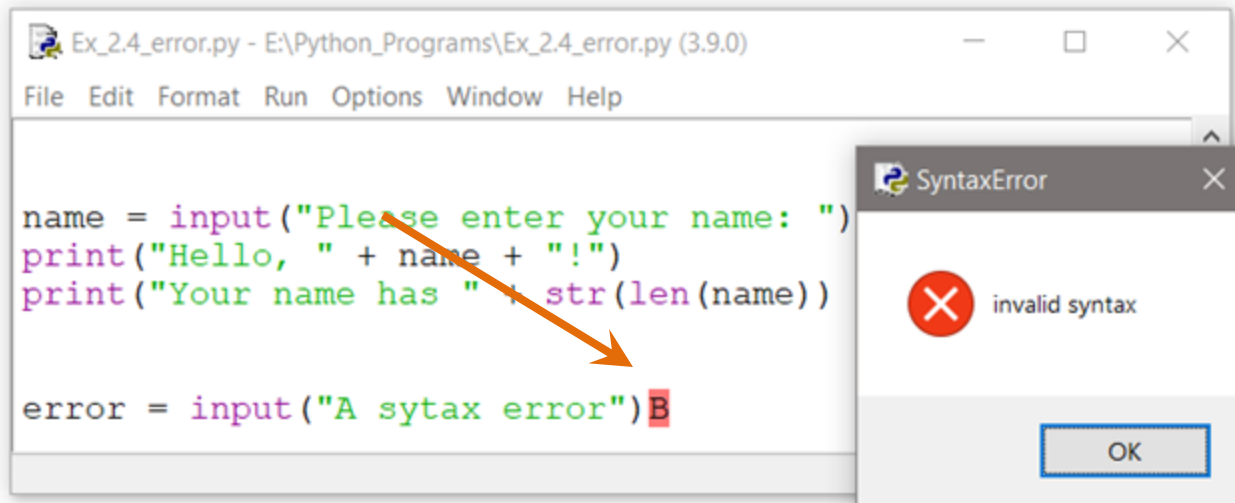 Ex_2.4_error.py - E:\Python_Programs\Ex_2.4_error.py (3.9.0)
File Edit Format Run Options Window Help
name = input("Please enter your name: ")
print("Hello, " + name + "!")
print("Your name has " + str(len(name))
error = input("A sytax error")B
SyntaxError
invalid syntax
OK